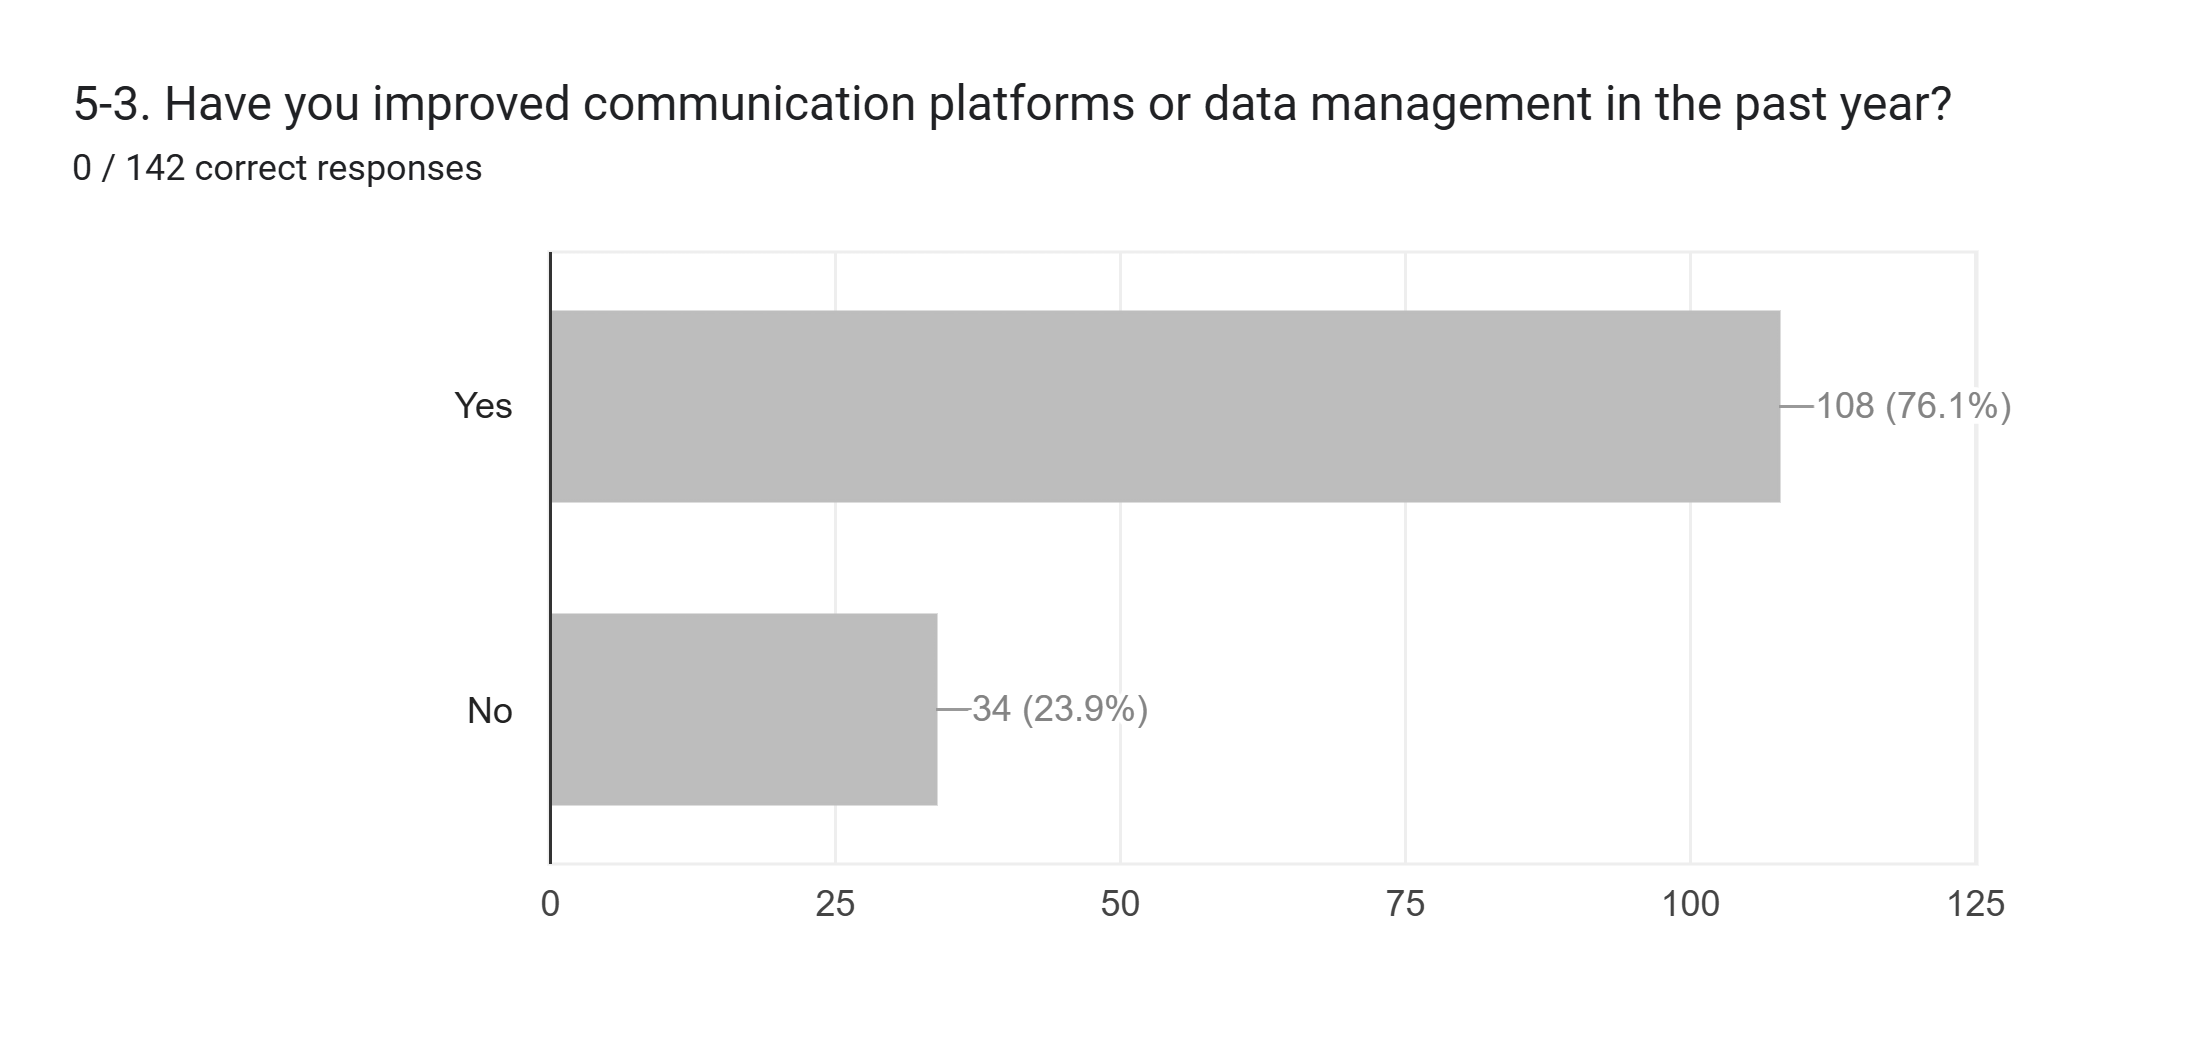 5-3. Have you improved communication platforms or data management in the past year?
0 / 142 correct responses
Yes
108 (76.1%)
No
34 (23.9%)
0
25
50
75
100
125